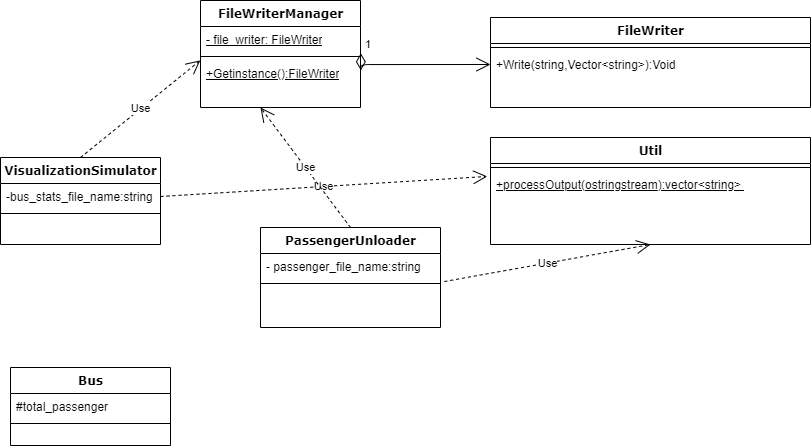 FileWriterManager
- file_writer: FileWriter
+Getinstance():FileWriter
1
FileWriter
+Write(string,Vector<string>):Void
Use
Use
Use
VisualizationSimulator
-bus_stats_file_name:string
Util
+processOutput(ostringstream):vector<string>
PassengerUnloader
- passenger_file_name:string
Use
Bus
#total_passenger